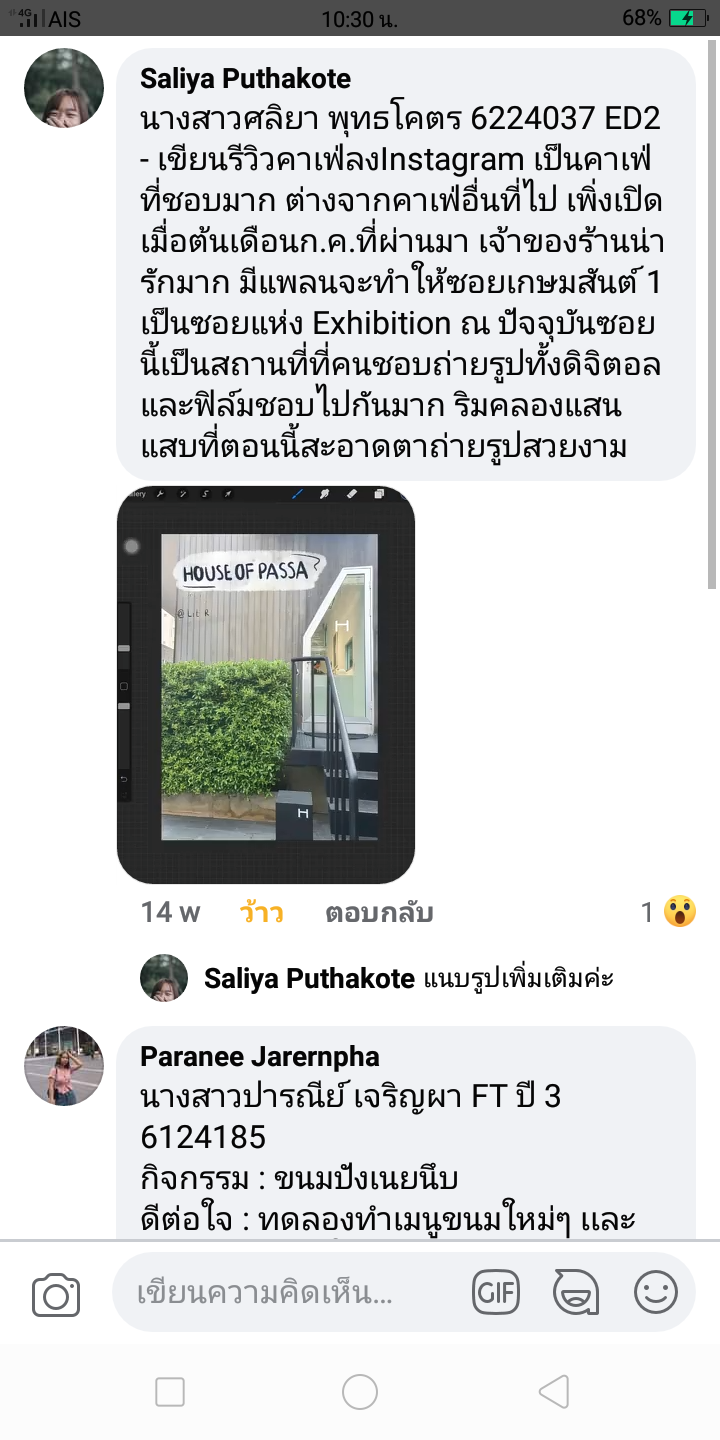 4G AIS 10:30 น. 68%
Saliya Puthakote
นางสาวศลิยา พุทธโคตร 6224037 ED2
- เขียนรีวิวคาเฟ่ลงInstagram เป็นคาเฟ่
ที่ชอบมาก ต่างจากคาเฟ่อื่นที่ไป เพิ่งเปิด
เมื่อต้นเดือนก.ค.ที่ผ่านมา เจ้าของร้านน่า
รักมาก มีแพลนจะทำให้ซอยเกษมสันต์ 1
เป็นซอยแห่ง Exhibition ณ ปัจจุบันซอย
นี้เป็นสถานที่ที่คนชอบถ่ายรูปทั้งดิจิตอล
และฟิล์มชอบไปกันมาก ริมคลองแสน
แสบที่ตอนนี้สะอาดตาถ่ายรูปสวยงาม
HOUSE OF PASSA
H
H
14 w ว้าว ตอบกลับ 1
Saliya Puthakote แนบรูปเพิ่มเติมค่ะ
Paranee Jarernpha
นางสาวปารณีย์ เจริญผา FT ปี 3
6124185
กิจกรรม : ขนมปังเนยนึบ
ดีต่อใจ : ทดลองทำเมนูขนมใหม่ๆ และ
เขียนความคิดเห็น... GIF